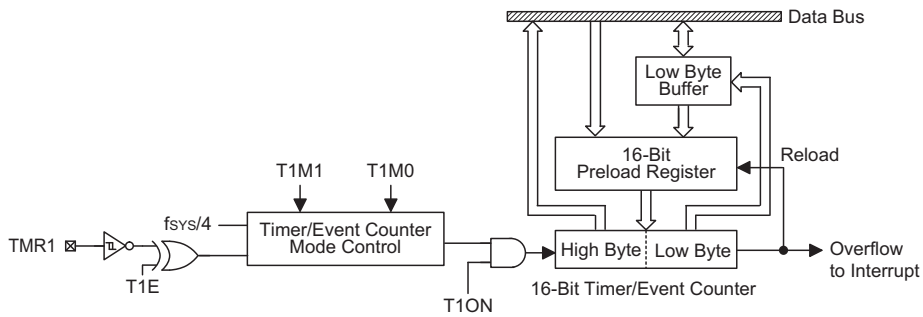 Data Bus
Low Byte
Buffer
16-Bit
Preload Register
Reload
T1M1
T1M0
fSYS/4
Timer/Event Counter
Mode Control
TMR1
T1E
T1ON
High Byte
Low Byte
16-Bit Timer/Event Counter
Overflow
to Interrupt